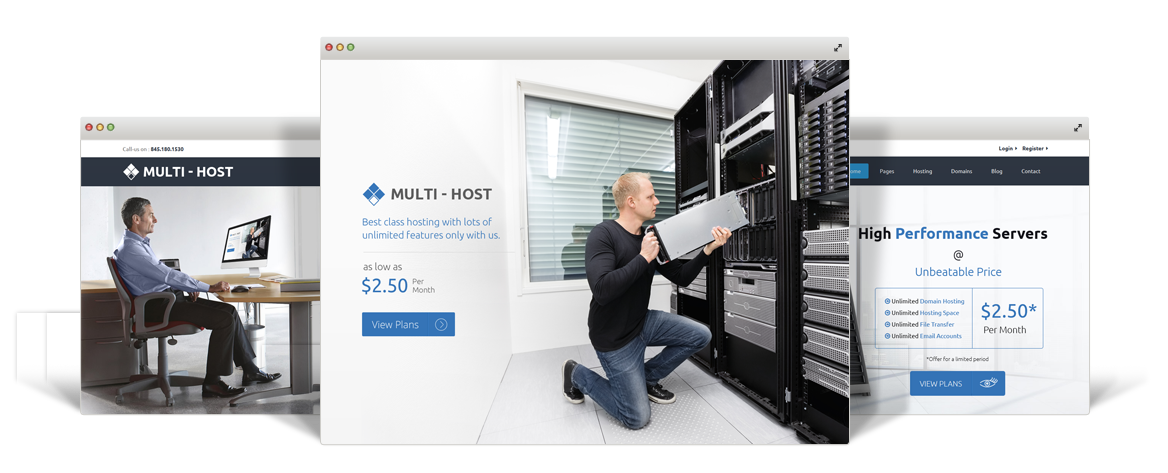 Call-us on : 845.180.1530
MULTI - HOST
MULTI - HOST
Best class hosting with lots of
unlimited features only with us.
as low as
$2.50 Per
Month
View Plans
Login Register
Pages Hosting Domains Blog Contact
High Performance Servers
@
Unbeatable Price
Unlimited Domain Hosting
Unlimited Hosting Space
Unlimited File Transfer
Unlimited Email Accounts
$2.50*
Per Month
*Offer for a limited period
VIEW PLANS